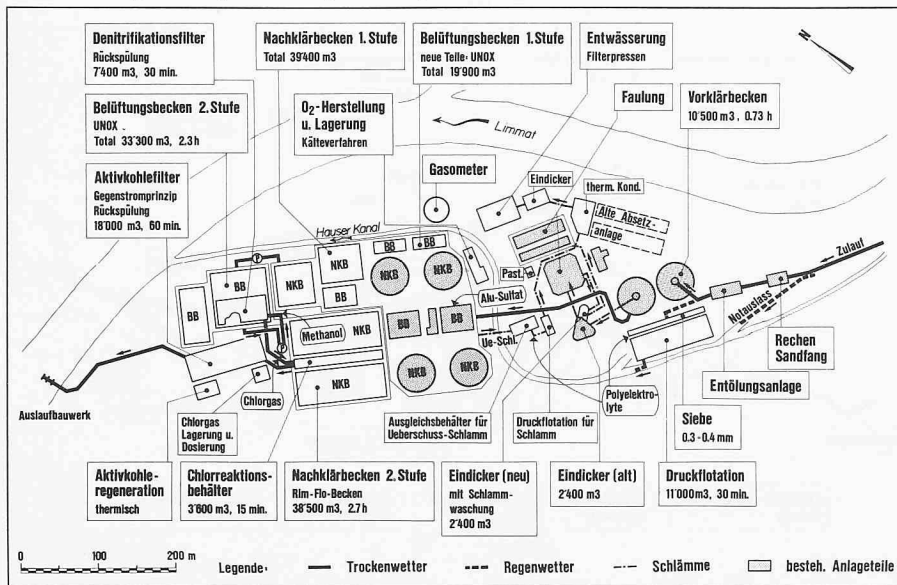 Denitrifikationsfilter
Rückspülung
7'400 m3, 30 min.
Nachklärbecken 1. Stufe
Total 39'400 m3
Belüftungsbecken 1. Stufe
neue Teile: UNOX
Total 19'900 m3
Entwässerung
Filterpressen
N
Belüftungsbecken 2. Stufe
UNOX
Total 33'300 m3, 2.3 h
O2-Herstellung
u. Lagerung
Kälteverfahren
Limmat
Faulung
Vorklärbecken
10'500 m3, 0.73 h
Aktivkohlefilter
Gegenstromprinzip
Rückspülung
18'000 m3, 60 min.
Gasometer
Eindicker
therm. Kond.
Alte Absetz-
anlage
Hauser Kanal
BB
BB
NKB
P
NKB
BB
NKB
BB
NKB
NKB
Past.
Zulauf
BB
Methanol
P
NKB
BB
BB
Alu-Sulfat
Ue-Schl.
Notauslass
Rechen
Sandfang
Entölungsanlage
NKB
NKB
NKB
Auslaufbauwerk
Chlorgas
Chlorgas
Lagerung u.
Dosierung
Ausgleichsbehälter für
Ueberschuss-Schlamm
Druckflotation für
Schlamm
Polyelektro-
lyte
Siebe
0.3-0.4 mm
Aktivkohle-
regeneration
thermisch
Chlorreaktions-
behälter
3'600 m3, 15 min.
Nachklärbecken 2. Stufe
Rim-Flo-Becken
38'500 m3, 2.7 h
Eindicker (neu)
mit Schlamm-
waschung
2'400 m3
Eindicker (alt)
2'400 m3
Druckflotation
11'000 m3, 30 min.
0 100 200 m
Legende: Trockenwetter Regenwetter Schlämme besteh. Anlageteile